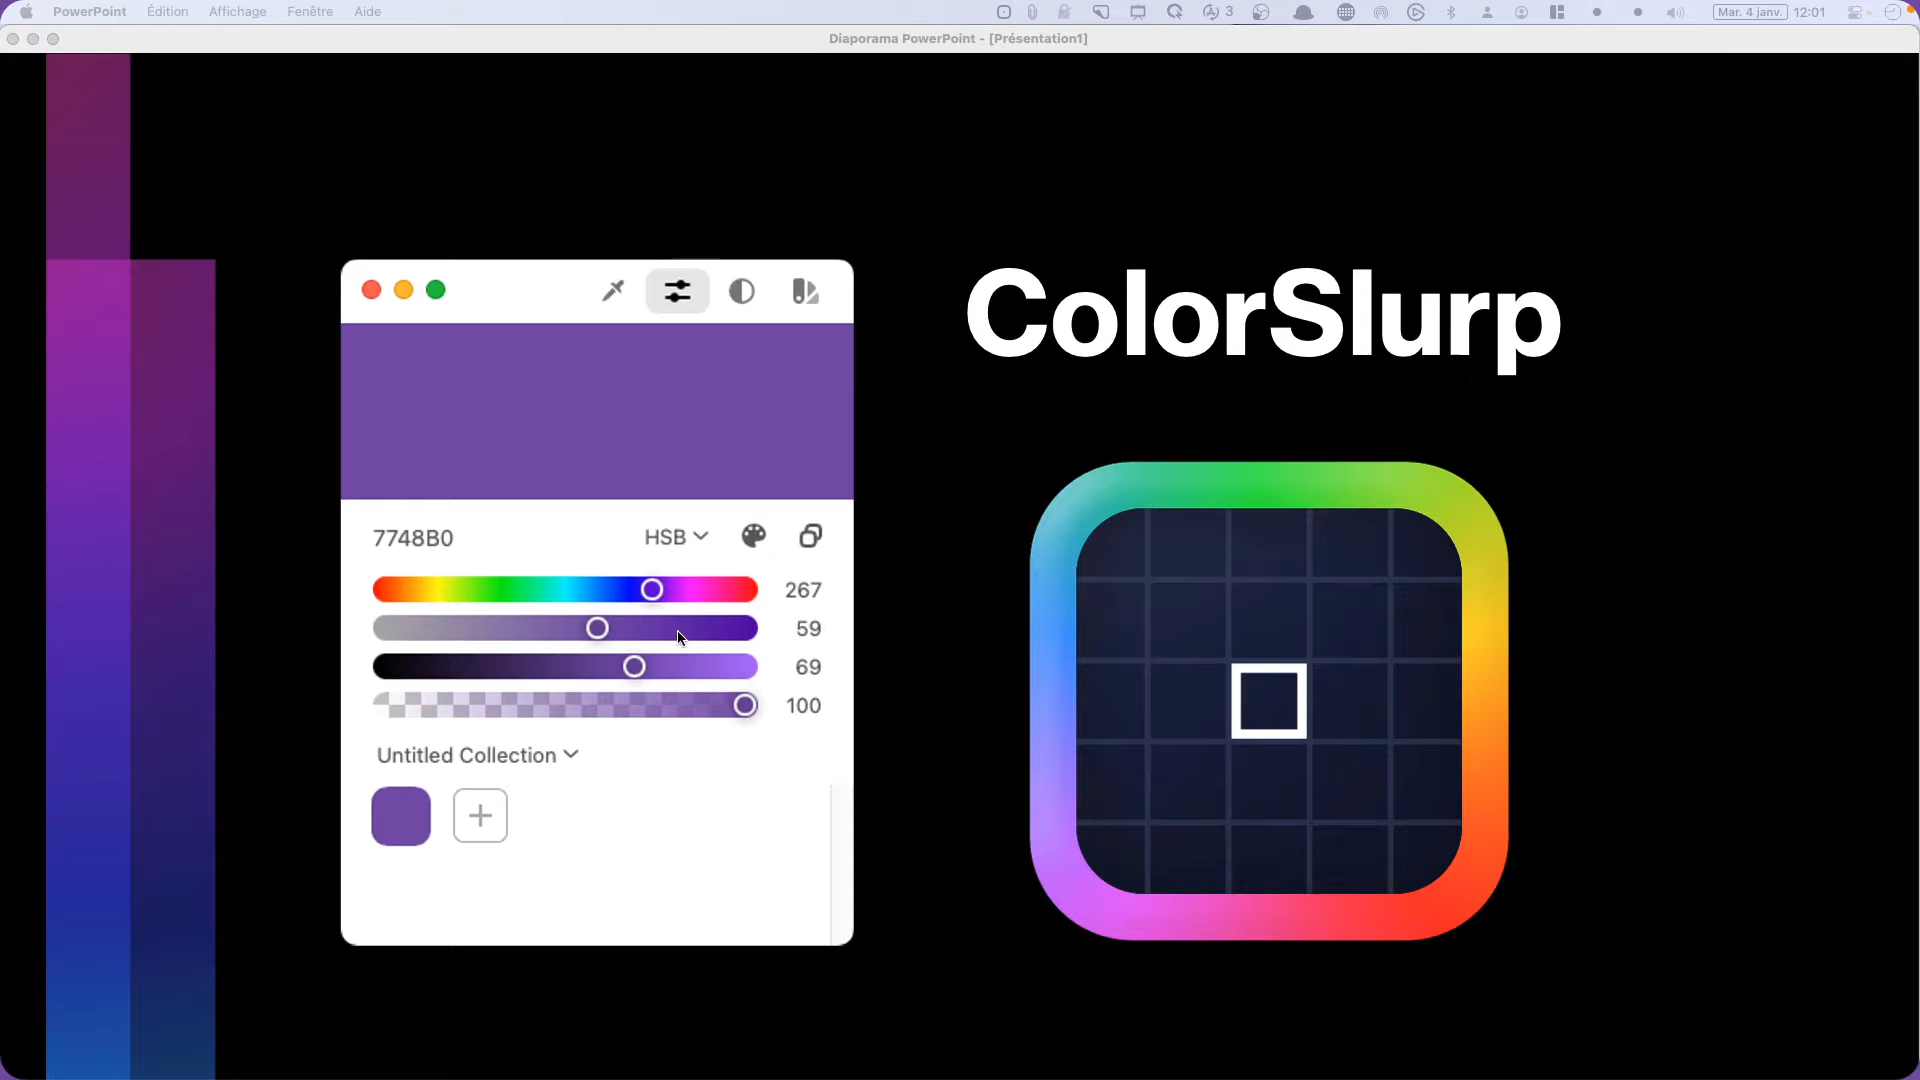 PowerPoint Édition Affichage Fenêtre Aide 3 Mar. 4 janv. 12:01
Diaporama PowerPoint - [Présentation1]
ColorSlurp
7748B0 HSB
267
59
69
100
Untitled Collection